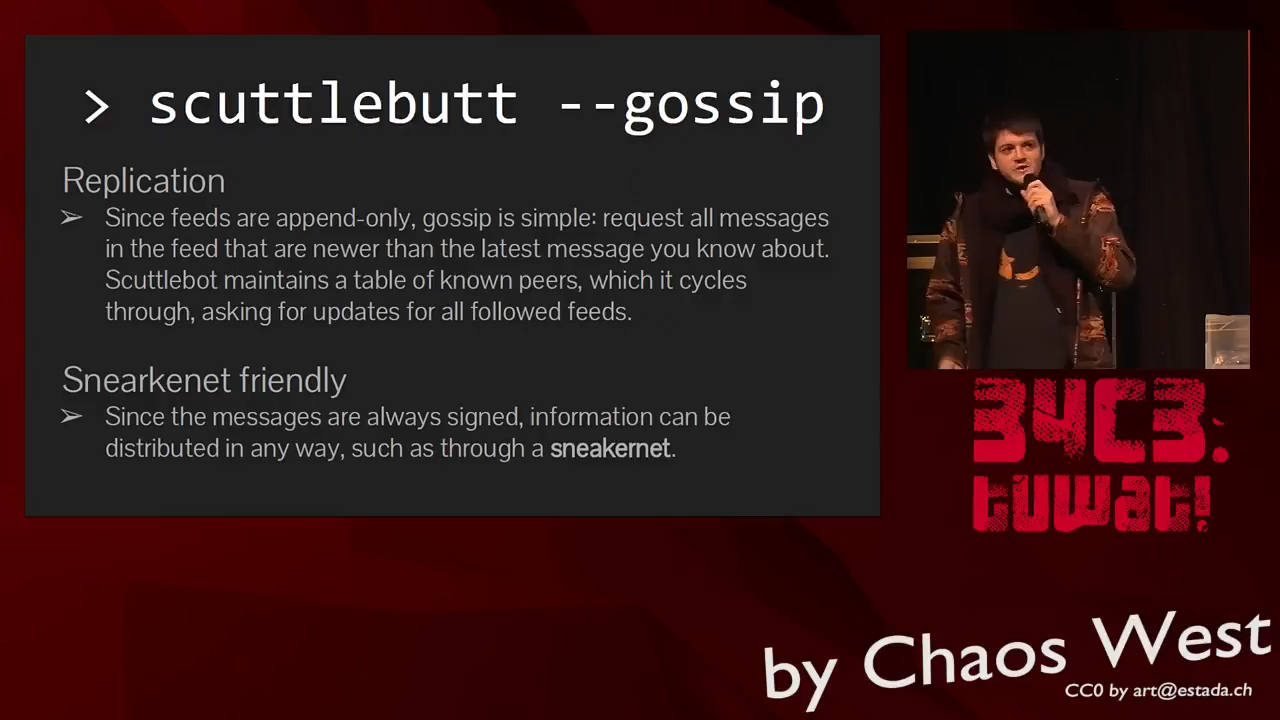 > scuttlebutt --gossip
Replication
➢ Since feeds are append-only, gossip is simple: request all messages
in the feed that are newer than the latest message you know about.
Scuttlebot maintains a table of known peers, which it cycles
through, asking for updates for all followed feeds.
Snearkenet friendly
➢ Since the messages are always signed, information can be
distributed in any way, such as through a sneakernet.
34C3:
tuwat!
by Chaos West
CC0 by art@estada.ch